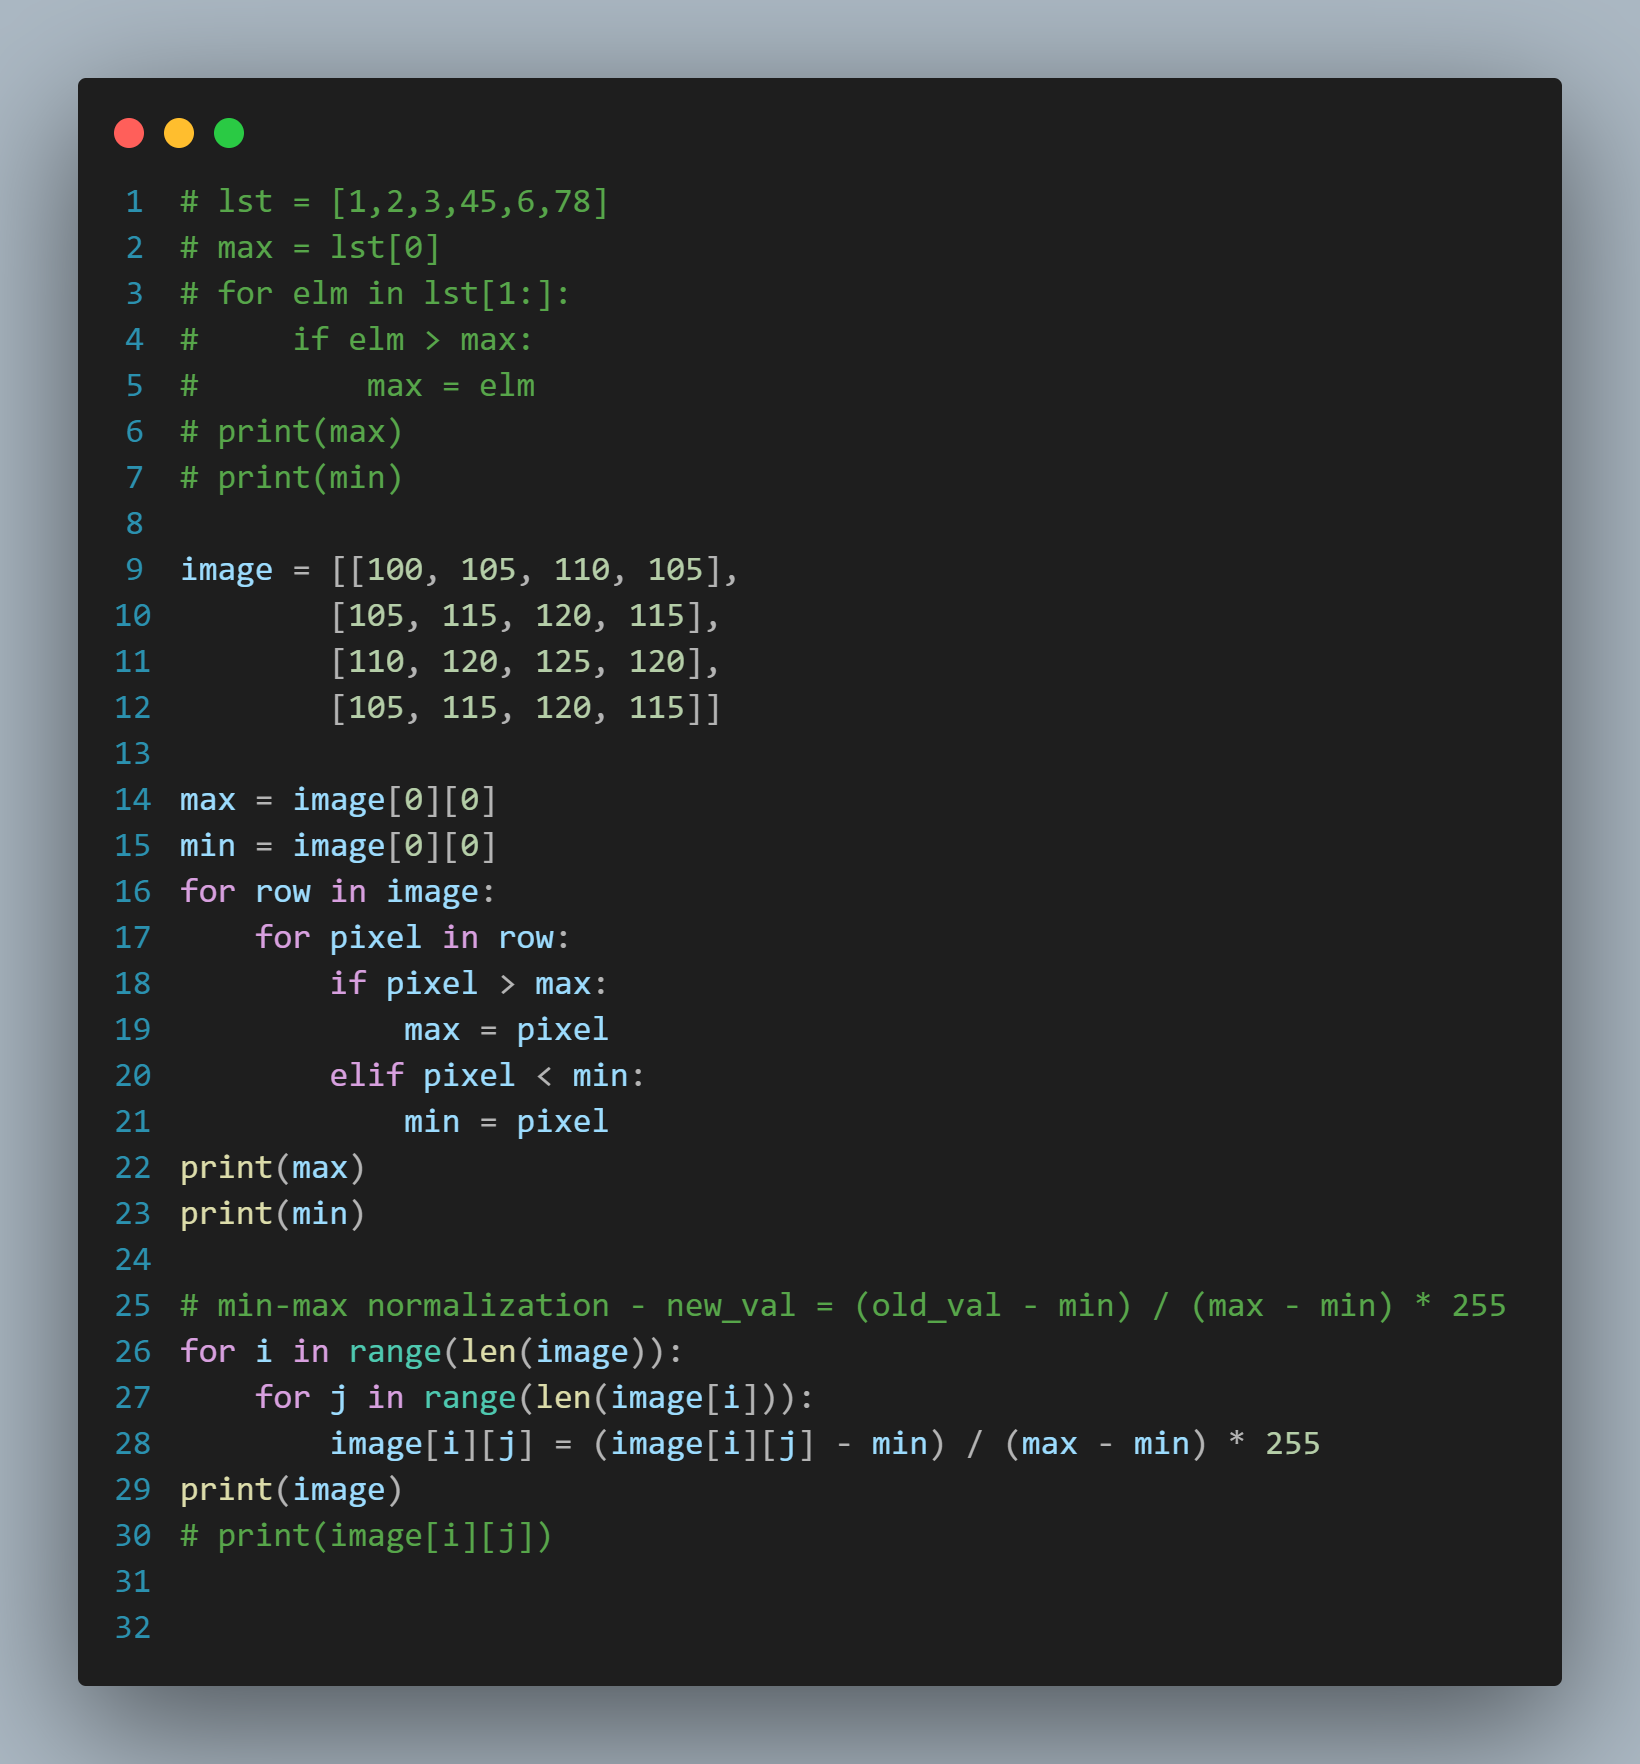 1 # lst = [1,2,3,45,6,78]
2 # max = lst[0]
3 # for elm in lst[1:]:
4 #     if elm > max:
5 #         max = elm
6 # print(max)
7 # print(min)
8
9 image = [[100, 105, 110, 105],
10         [105, 115, 120, 115],
11         [110, 120, 125, 120],
12         [105, 115, 120, 115]]
13
14 max = image[0][0]
15 min = image[0][0]
16 for row in image:
17     for pixel in row:
18         if pixel > max:
19             max = pixel
20         elif pixel < min:
21             min = pixel
22 print(max)
23 print(min)
24
25 # min-max normalization - new_val = (old_val - min) / (max - min) * 255
26 for i in range(len(image)):
27     for j in range(len(image[i])):
28         image[i][j] = (image[i][j] - min) / (max - min) * 255
29 print(image)
30 # print(image[i][j])
31
32